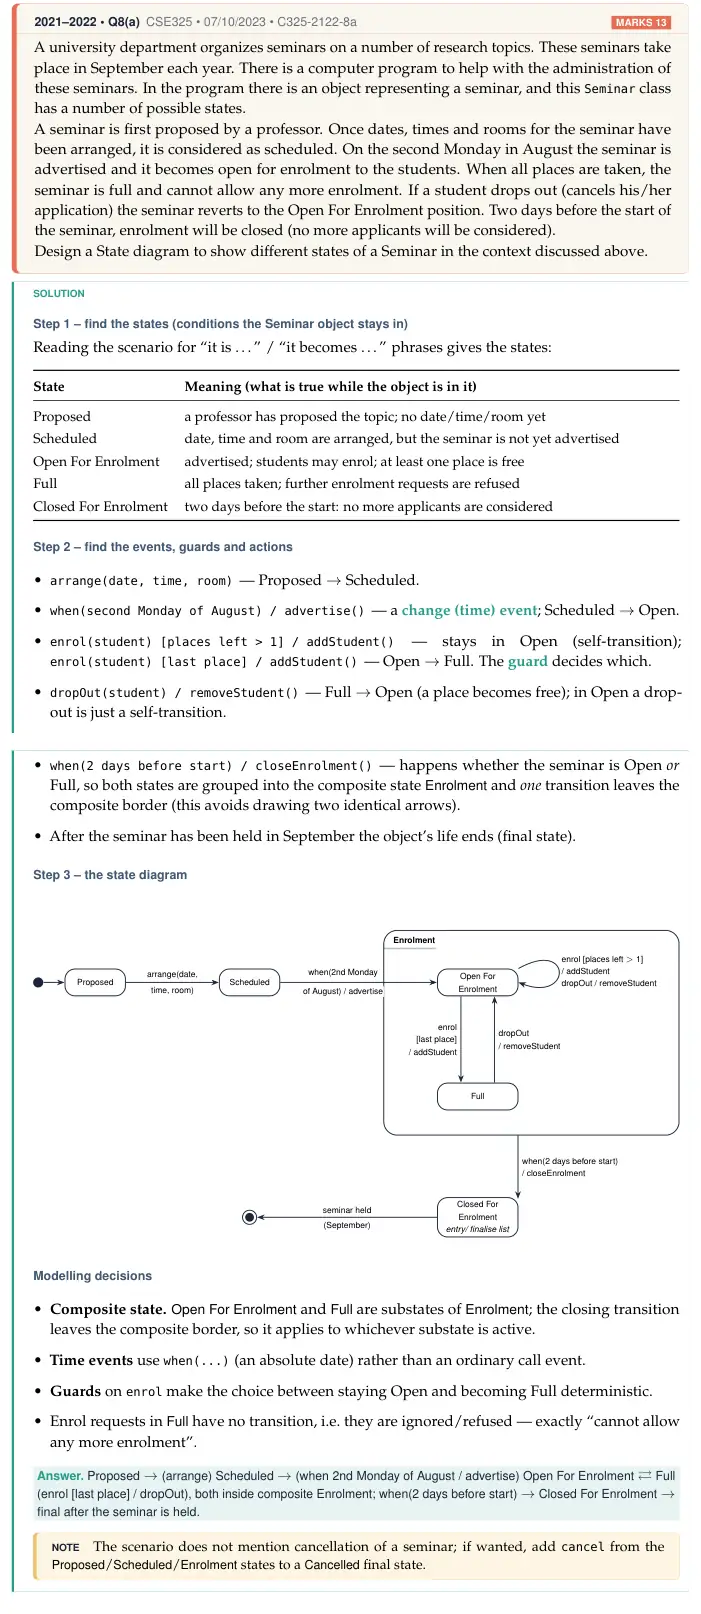 2021–2022 • Q8(a) CSE325 • 07/10/2023 • C325-2122-8a MARKS 13
A university department organizes seminars on a number of research topics. These seminars take
place in September each year. There is a computer program to help with the administration of
these seminars. In the program there is an object representing a seminar, and this Seminar class
has a number of possible states.
A seminar is first proposed by a professor. Once dates, times and rooms for the seminar have
been arranged, it is considered as scheduled. On the second Monday in August the seminar is
advertised and it becomes open for enrolment to the students. When all places are taken, the
seminar is full and cannot allow any more enrolment. If a student drops out (cancels his/her
application) the seminar reverts to the Open For Enrolment position. Two days before the start of
the seminar, enrolment will be closed (no more applicants will be considered).
Design a State diagram to show different states of a Seminar in the context discussed above.
SOLUTION
Step 1 – find the states (conditions the Seminar object stays in)
Reading the scenario for “it is ...” / “it becomes ...” phrases gives the states:
State Meaning (what is true while the object is in it)
Proposed a professor has proposed the topic; no date/time/room yet
Scheduled date, time and room are arranged, but the seminar is not yet advertised
Open For Enrolment advertised; students may enrol; at least one place is free
Full all places taken; further enrolment requests are refused
Closed For Enrolment two days before the start: no more applicants are considered
Step 2 – find the events, guards and actions
• arrange(date, time, room) — Proposed → Scheduled.
• when(second Monday of August) / advertise() — a change (time) event; Scheduled → Open.
• enrol(student) [places left > 1] / addStudent() — stays in Open (self-transition);
enrol(student) [last place] / addStudent() — Open → Full. The guard decides which.
• dropOut(student) / removeStudent() — Full → Open (a place becomes free); in Open a drop-
out is just a self-transition.
• when(2 days before start) / closeEnrolment() — happens whether the seminar is Open or
Full, so both states are grouped into the composite state Enrolment and one transition leaves the
composite border (this avoids drawing two identical arrows).
• After the seminar has been held in September the object’s life ends (final state).
Step 3 – the state diagram
Enrolment
Proposed
arrange(date,
time, room)
Scheduled
when(2nd Monday
of August) / advertise
Open For
Enrolment
enrol [places left > 1]
/ addStudent
dropOut / removeStudent
enrol
[last place]
/ addStudent
dropOut
/ removeStudent
Full
when(2 days before start)
/ closeEnrolment
Closed For
Enrolment
entry/ finalise list
seminar held
(September)
Modelling decisions
• Composite state. Open For Enrolment and Full are substates of Enrolment; the closing transition
leaves the composite border, so it applies to whichever substate is active.
• Time events use when(...) (an absolute date) rather than an ordinary call event.
• Guards on enrol make the choice between staying Open and becoming Full deterministic.
• Enrol requests in Full have no transition, i.e. they are ignored/refused — exactly “cannot allow
any more enrolment”.
Answer. Proposed → (arrange) Scheduled → (when 2nd Monday of August / advertise) Open For Enrolment ⇄ Full
(enrol [last place] / dropOut), both inside composite Enrolment; when(2 days before start) → Closed For Enrolment →
final after the seminar is held.
NOTE The scenario does not mention cancellation of a seminar; if wanted, add cancel from the
Proposed/Scheduled/Enrolment states to a Cancelled final state.